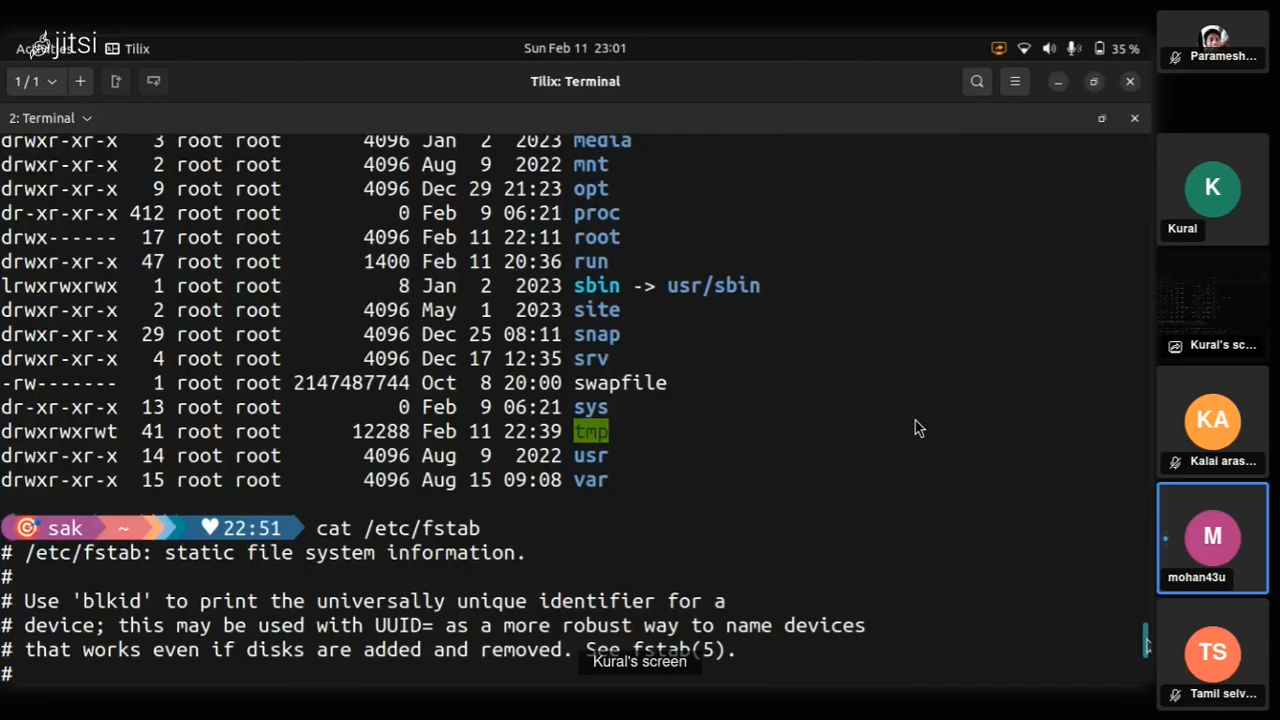 jitsi
Tilix
Sun Feb 11 23:01
35 %
1 / 1
Tilix: Terminal
2: Terminal
drwxr-xr-x 3 root root 4096 Jan 2 2023 media
drwxr-xr-x 2 root root 4096 Aug 9 2022 mnt
drwxr-xr-x 9 root root 4096 Dec 29 21:23 opt
dr-xr-xr-x 412 root root 0 Feb 9 06:21 proc
drwx------ 17 root root 4096 Feb 11 22:11 root
drwxr-xr-x 47 root root 1400 Feb 11 20:36 run
lrwxrwxrwx 1 root root 8 Jan 2 2023 sbin -> usr/sbin
drwxr-xr-x 2 root root 4096 May 1 2023 site
drwxr-xr-x 29 root root 4096 Dec 25 08:11 snap
drwxr-xr-x 4 root root 4096 Dec 17 12:35 srv
-rw------- 1 root root 2147487744 Oct 8 20:00 swapfile
dr-xr-xr-x 13 root root 0 Feb 9 06:21 sys
drwxrwxrwt 41 root root 12288 Feb 11 22:39 tmp
drwxr-xr-x 14 root root 4096 Aug 9 2022 usr
drwxr-xr-x 15 root root 4096 Aug 15 09:08 var
sak ~ ♥22:51 cat /etc/fstab
# /etc/fstab: static file system information.
#
# Use 'blkid' to print the universally unique identifier for a
# device; this may be used with UUID= as a more robust way to name devices
# that works even if disks are added and removed. See fstab(5).
#
Kural's screen
Paramesh...
K
Kural
Kural's sc...
KA
Kalai aras...
M
mohan43u
TS
Tamil selv...